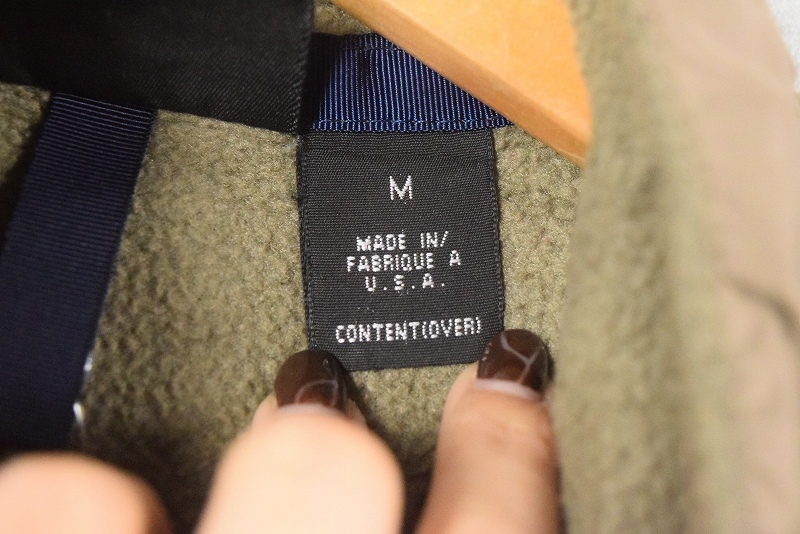 M
MADE IN/
FABRIQUE A
U.S.A.
CONTENT(OVER)